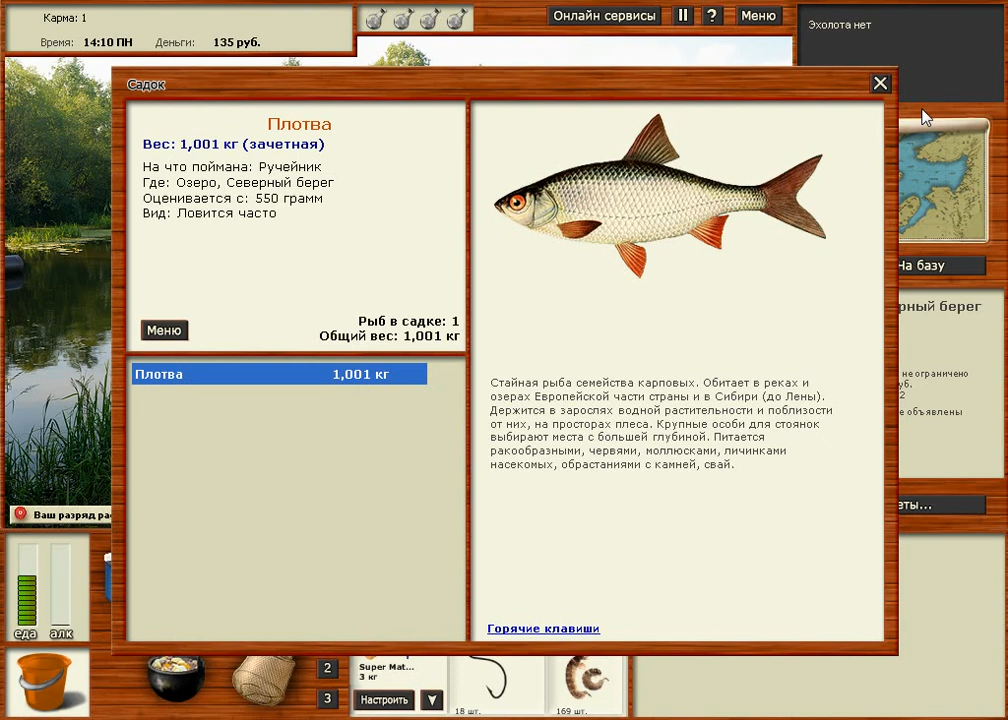 Карма: 1
Время: 14:10 ПН Деньги: 135 руб.
Онлайн сервисы
?
Меню
Эхолота нет
Садок
Плотва
Вес: 1,001 кг (зачетная)
На что поймана: Ручейник
Где: Озеро, Северный берег
Оценивается с: 550 грамм
Вид: Ловится часто
Меню
Рыб в садке: 1
Общий вес: 1,001 кг
Плотва 1,001 кг
Стайная рыба семейства карповых. Обитает в реках и
озерах Европейской части страны и в Сибири (до Лены).
Держится в зарослях водной растительности и поблизости
от них, на просторах плеса. Крупные особи для стоянок
выбирают места с большей глубиной. Питается
ракообразными, червями, моллюсками, личинками
насекомых, обрастаниями с камней, свай.
Горячие клавиши
На базу
рный берег
не ограничено
уб.
2
е объявлены
еты...
Ваш разряд ра
еда алк
2
3
Super Mat...
3 кг
Настроить
18 шт.
169 шт.